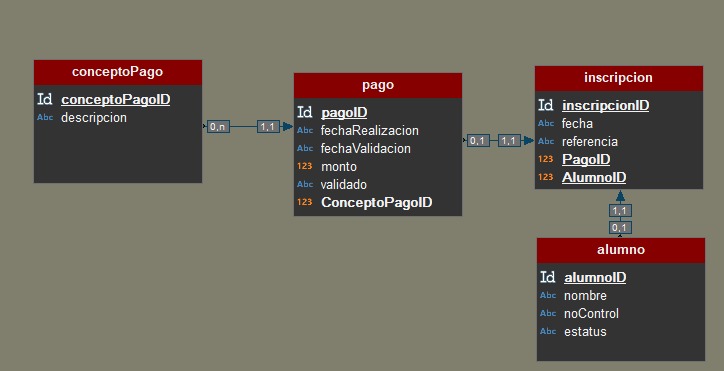 conceptoPago
Id conceptoPagoID
Abc descripcion
0,n
1,1
pago
Id pagoID
Abc fechaRealizacion
Abc fechaValidacion
123 monto
Abc validado
123 ConceptoPagoID
0,1
1,1
inscripcion
Id inscripcionID
Abc fecha
Abc referencia
123 PagoID
123 AlumnoID
1,1
0,1
alumno
Id alumnoID
Abc nombre
Abc noControl
Abc estatus